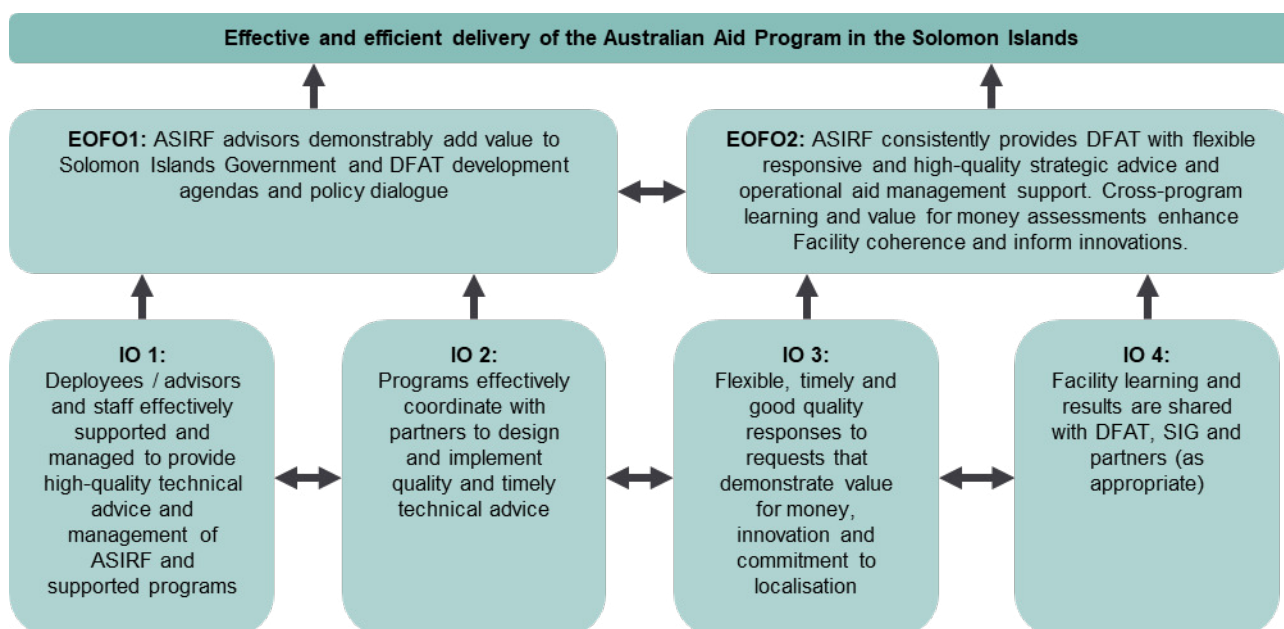 Effective and efficient delivery of the Australian Aid Program in the Solomon Islands
EOFO1: ASIRF advisors demonstrably add value to
Solomon Islands Government and DFAT development
agendas and policy dialogue
EOFO2: ASIRF consistently provides DFAT with flexible
responsive and high-quality strategic advice and
operational aid management support. Cross-program
learning and value for money assessments enhance
Facility coherence and inform innovations.
IO 1:
Deployees / advisors
and staff effectively
supported and
managed to provide
high-quality technical
advice and
management of
ASIRF and
supported programs
IO 2:
Programs effectively
coordinate with
partners to design
and implement
quality and timely
technical advice
IO 3:
Flexible, timely and
good quality
responses to
requests that
demonstrate value
for money,
innovation and
commitment to
localisation
IO 4:
Facility learning and
results are shared
with DFAT, SIG and
partners (as
appropriate)